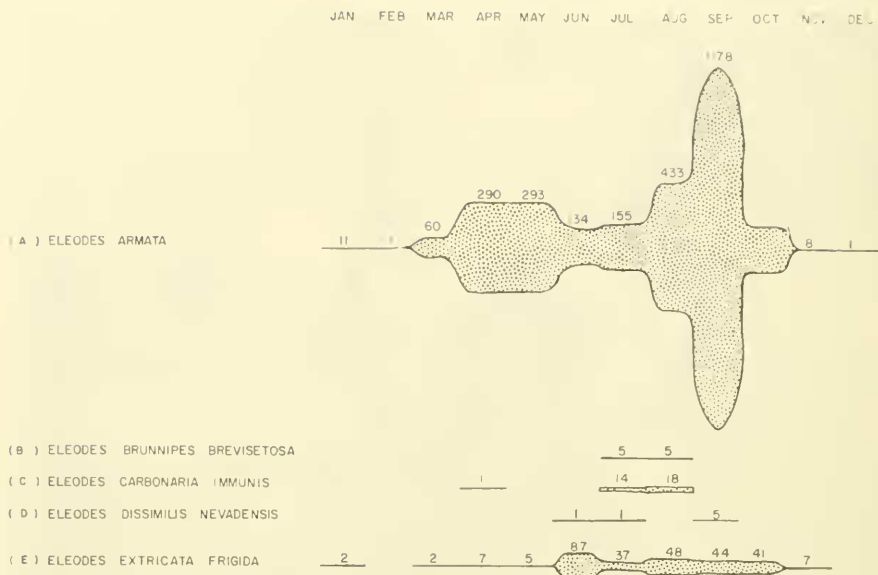 JAN FEB MAR APR MAY JUN JUL AUG SEP OCT
1178
433
290 293
60 134 155
(A) ELEODES ARMATA 11 8 1
(B) ELEODES BRUNNIPES BREVISETOSA 5 5
(C) ELEODES CARBONARIA IMMUNIS 1 14 18
(D) ELEODES DISSIMILIS NEVADENSIS 1 1 5
(E) ELEODES EXTRICATA FRIGIDA 2 2 7 5 87 37 48 44 41 7